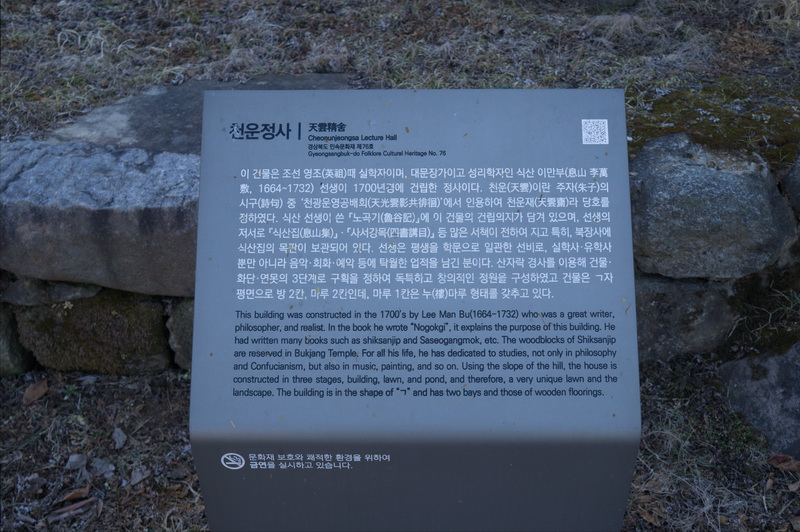 천운정사 | 天雲精舍
Cheonunjeongsa Lecture Hall
경상북도 민속문화재 제76호
Gyeongsangbuk-do Folklore Cultural Heritage No. 76
이 건물은 조선 영조(英祖)때 실학자이며, 대문장가이고 성리학자인 식산 이만부(息山 李萬
敷, 1664-1732) 선생이 1700년경에 건립한 정사이다. 천운(天雲)이란 주자(朱子)의
시구(詩句) 중 '천광운영공배회(天光雲影共徘徊)'에서 인용하여 천운재(天雲齋)라 당호를
정하였다. 식산 선생이 쓴 「노곡기(魯谷記)」에 이 건물의 건립의지가 담겨 있으며, 선생의
저서로 「식산집(息山集)」·「사서강목(四書講目)」 등 많은 서책이 전하여 지고 특히, 북장사에
식산집의 목판이 보관되어 있다. 선생은 평생을 학문으로 일관한 선비로, 실학사·유학사
뿐만 아니라 음악·회화·예악 등에 탁월한 업적을 남긴 분이다. 산자락 경사를 이용해 건물·
화단·연못의 3단계로 구획을 정하여 독특하고 창의적인 정원을 구성하였고 건물은 ㄱ자
평면으로 방 2칸, 마루 2칸인데, 마루 1칸은 누(樓)마루 형태를 갖추고 있다.
This building was constructed in the 1700's by Lee Man Bu(1664-1732) who was a great writer,
philosopher, and realist. In the book he wrote "Nogokgi", it explains the purpose of this building. He
had written many books such as shiksanjip and Saseogangmok, etc. The woodblocks of Shiksanjip
are reserved in Bukjang Temple. For all his life, he has dedicated to studies, not only in philosophy
and Confucianism, but also in music, painting, and so on. Using the slope of the hill, the house is
constructed in three stages, building, lawn, and pond, and therefore, a very unique lawn and the
landscape. The building is in the shape of "ㄱ" and has two bays and those of wooden floorings.
문화재 보호와 쾌적한 환경을 위하여
금연을 실시하고 있습니다.